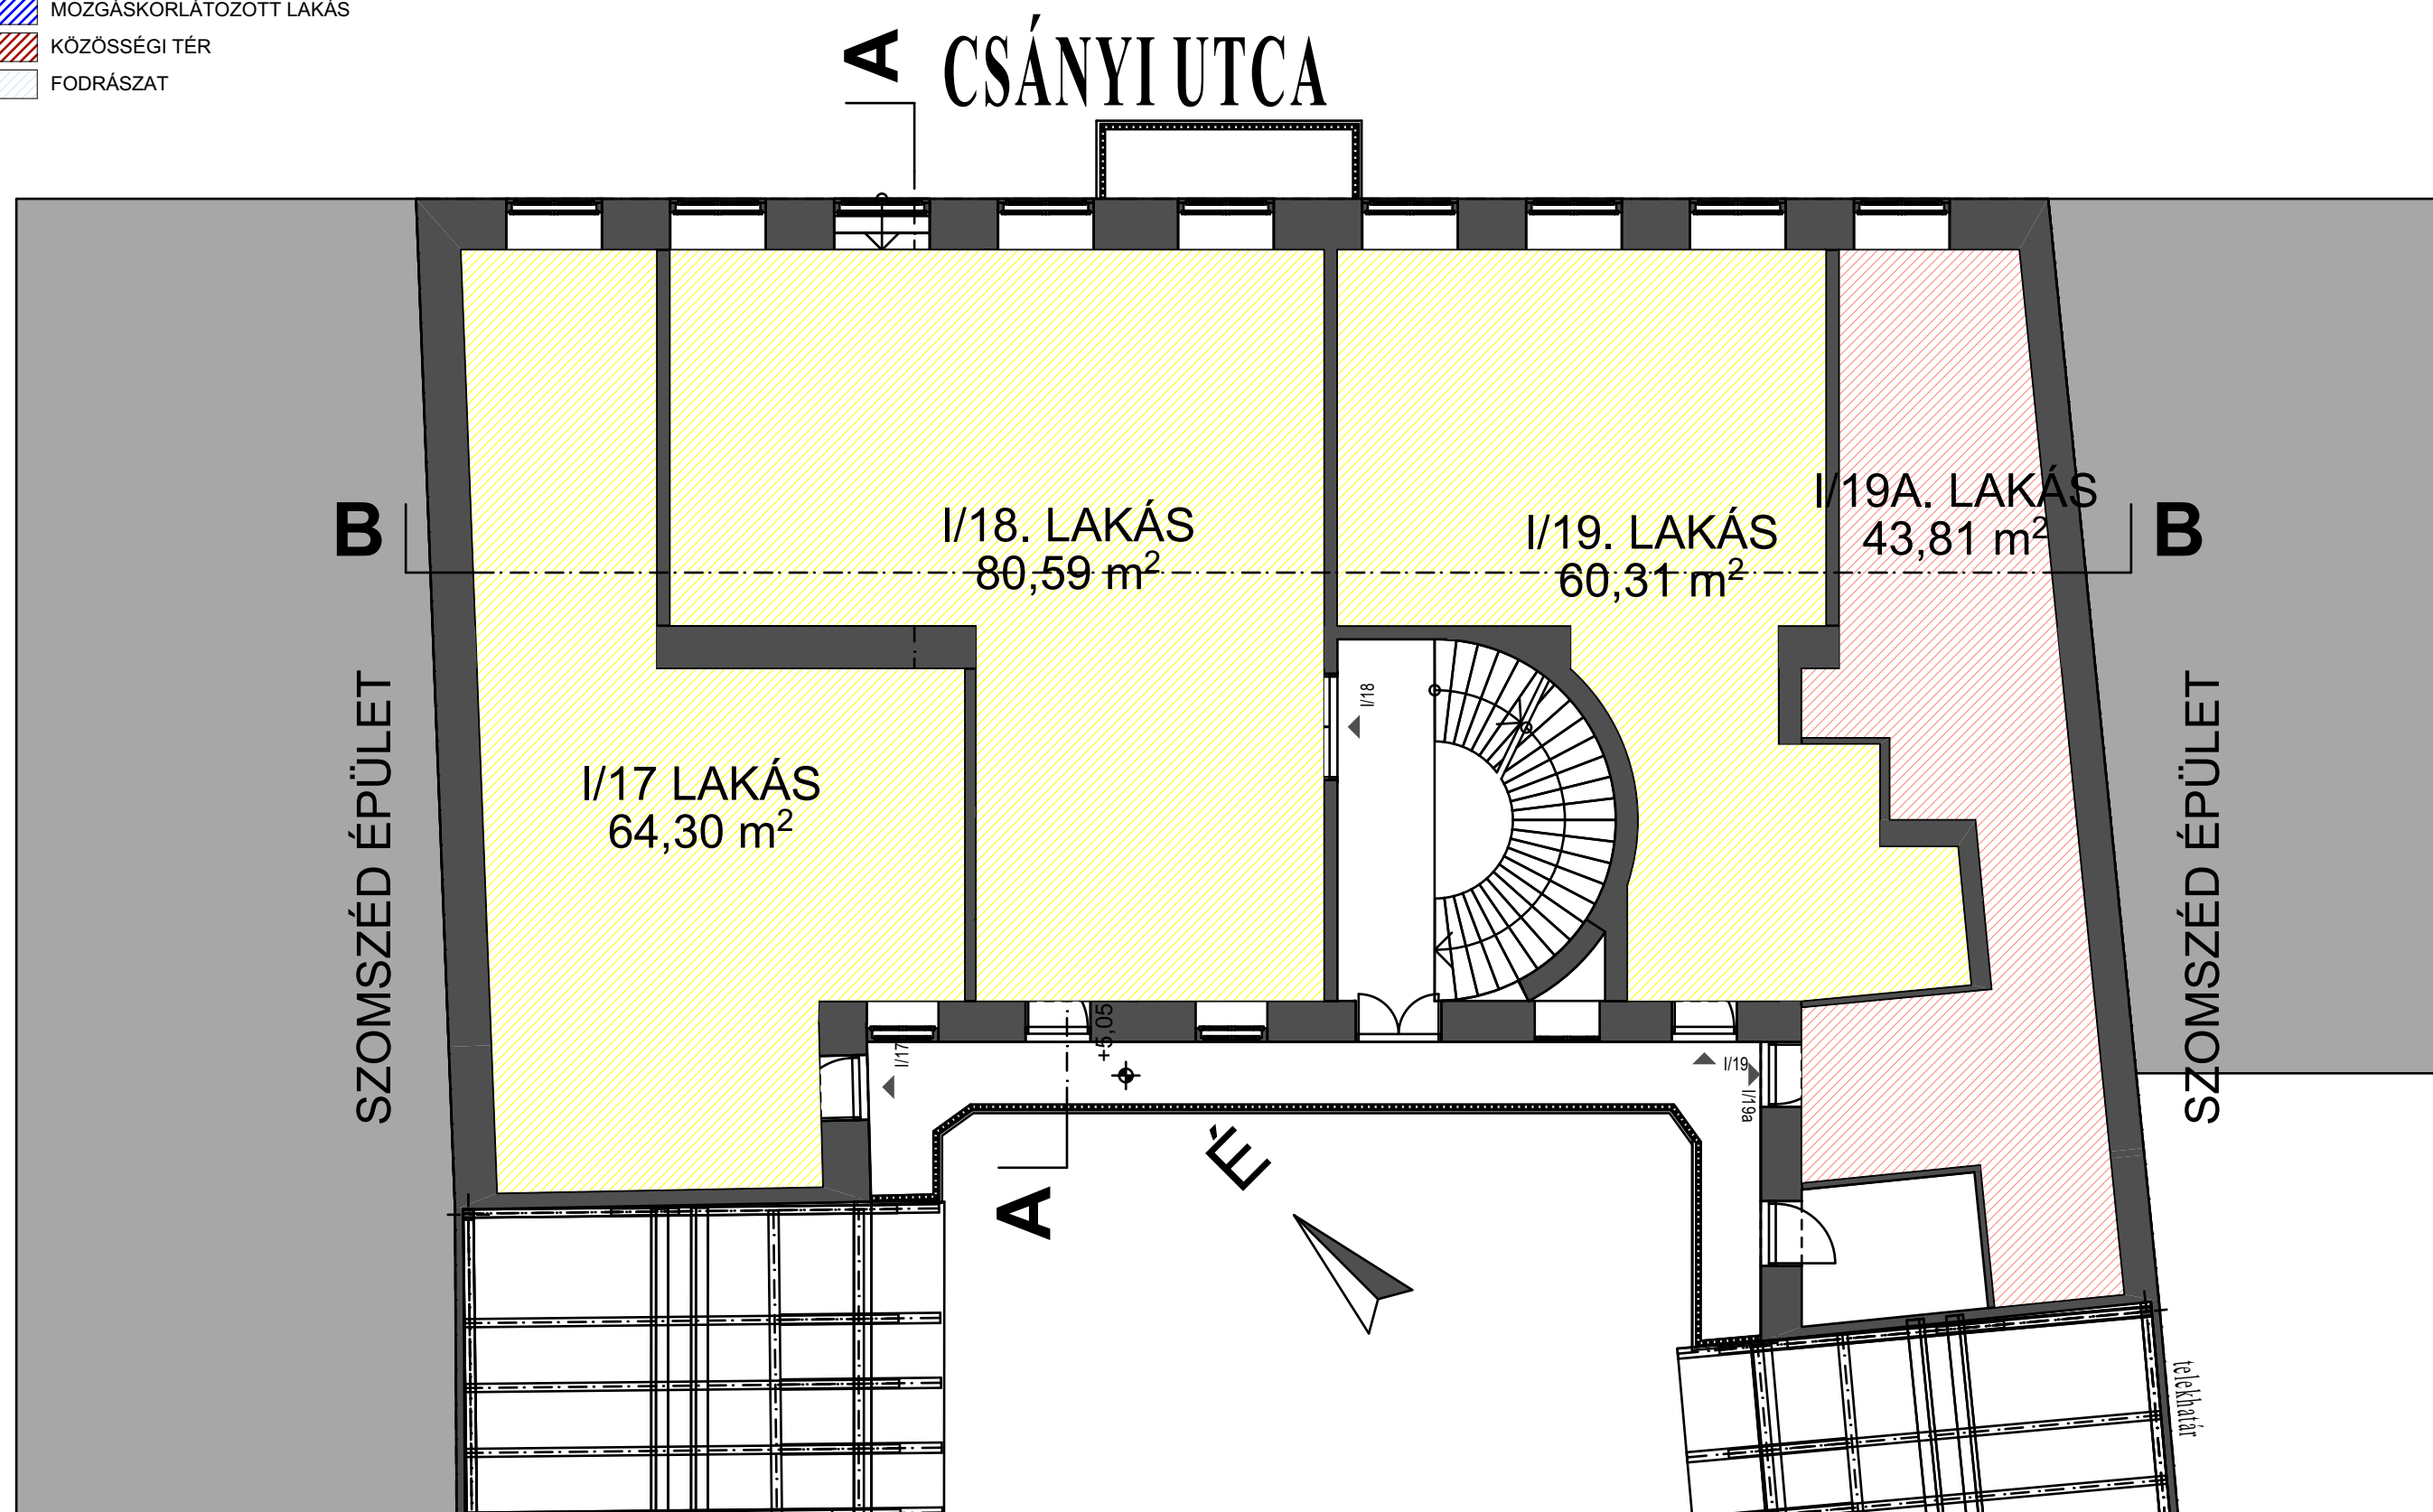 MOZGÁSKORLÁTOZOTT LAKÁS
KÖZÖSSÉGI TÉR
FODRÁSZAT
A
CSÁNYI UTCA
B
I/18. LAKÁS
80,59 m²
I/19. LAKÁS
60,31 m²
I/19A. LAKÁS
43,81 m²
B
I/17 LAKÁS
64,30 m²
SZOMSZÉD ÉPÜLET
SZOMSZÉD ÉPÜLET
I/18
I/17
+5,05
I/19
I/19a
É
A
telekhatár